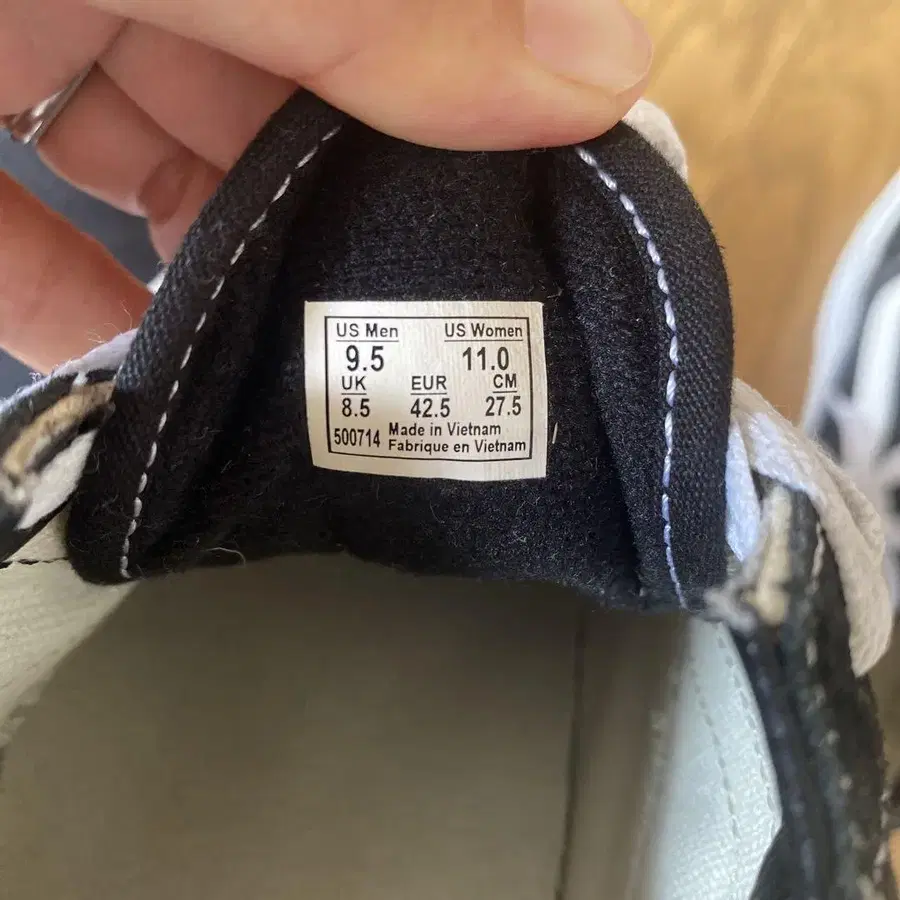 US Men US Women
9.5 11.0
UK EUR CM
8.5 42.5 27.5
500714 Made in Vietnam
Fabrique en Vietnam